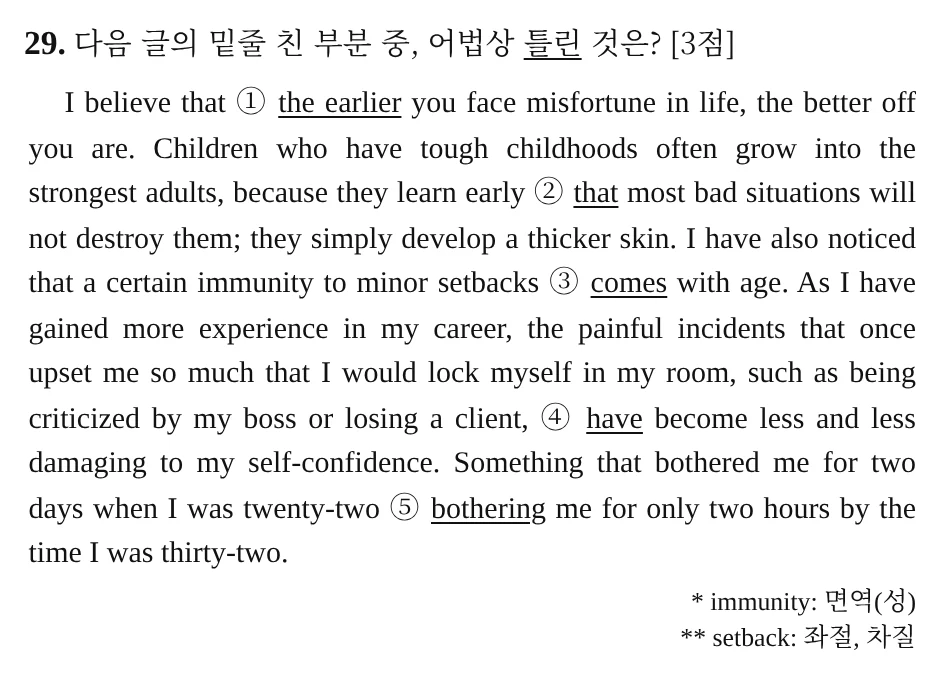 29. 다음 글의 밑줄 친 부분 중, 어법상 틀린 것은? [3점]
I believe that ① the earlier you face misfortune in life, the better off
you are. Children who have tough childhoods often grow into the
strongest adults, because they learn early ② that most bad situations will
not destroy them; they simply develop a thicker skin. I have also noticed
that a certain immunity to minor setbacks ③ comes with age. As I have
gained more experience in my career, the painful incidents that once
upset me so much that I would lock myself in my room, such as being
criticized by my boss or losing a client, ④ have become less and less
damaging to my self-confidence. Something that bothered me for two
days when I was twenty-two ⑤ bothering me for only two hours by the
time I was thirty-two.
* immunity: 면역(성)
** setback: 좌절, 차질